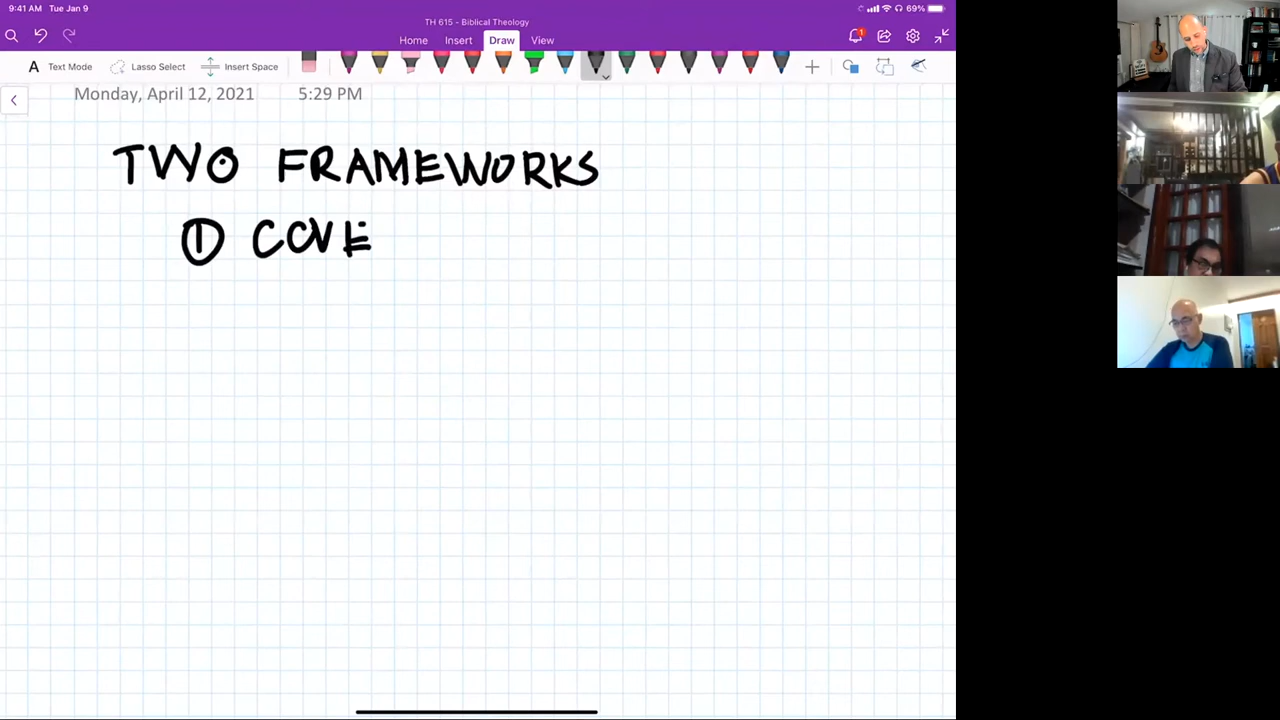 9:41 AM Tue Jan 9
69%
TH 615 - Biblical Theology
Home Insert Draw View
1
A Text Mode Lasso Select Insert Space
Monday, April 12, 2021 5:29 PM
TWO FRAMEWORKS
① COVE